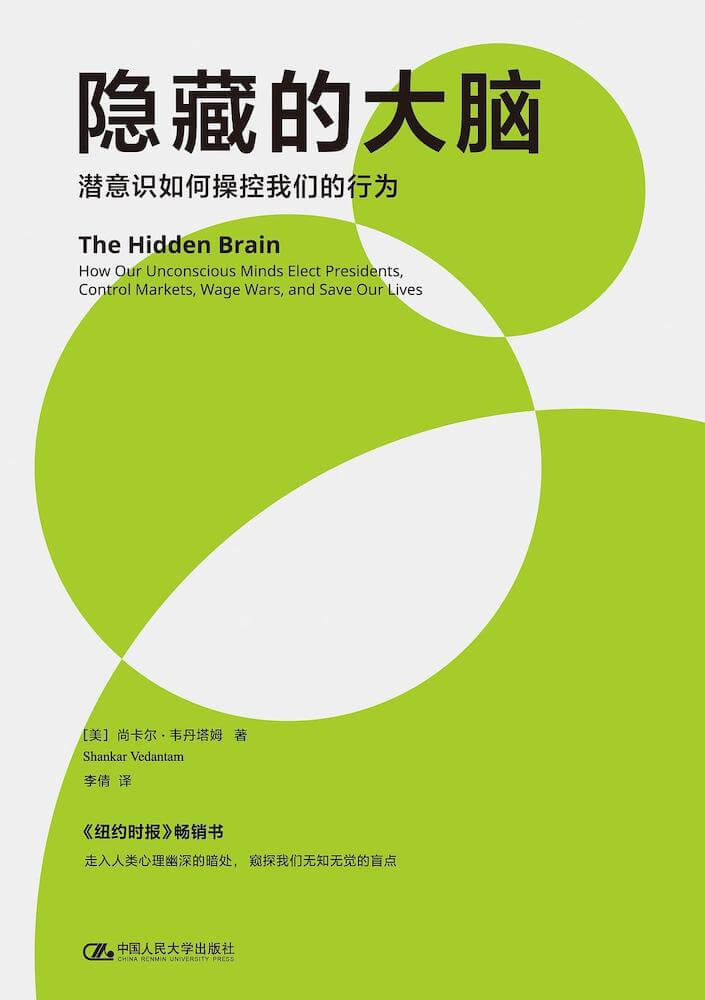 隐藏的大脑
潜意识如何操控我们的行为
The Hidden Brain
How Our Unconscious Minds Elect Presidents,
Control Markets, Wage Wars, and Save Our Lives
[美] 尚卡尔·韦丹塔姆 著
Shankar Vedantam
李倩 译
《纽约时报》畅销书
走入人类心理幽深的暗处，窥探我们无知无觉的盲点
中国人民大学出版社
CHINA RENMIN UNIVERSITY PRESS